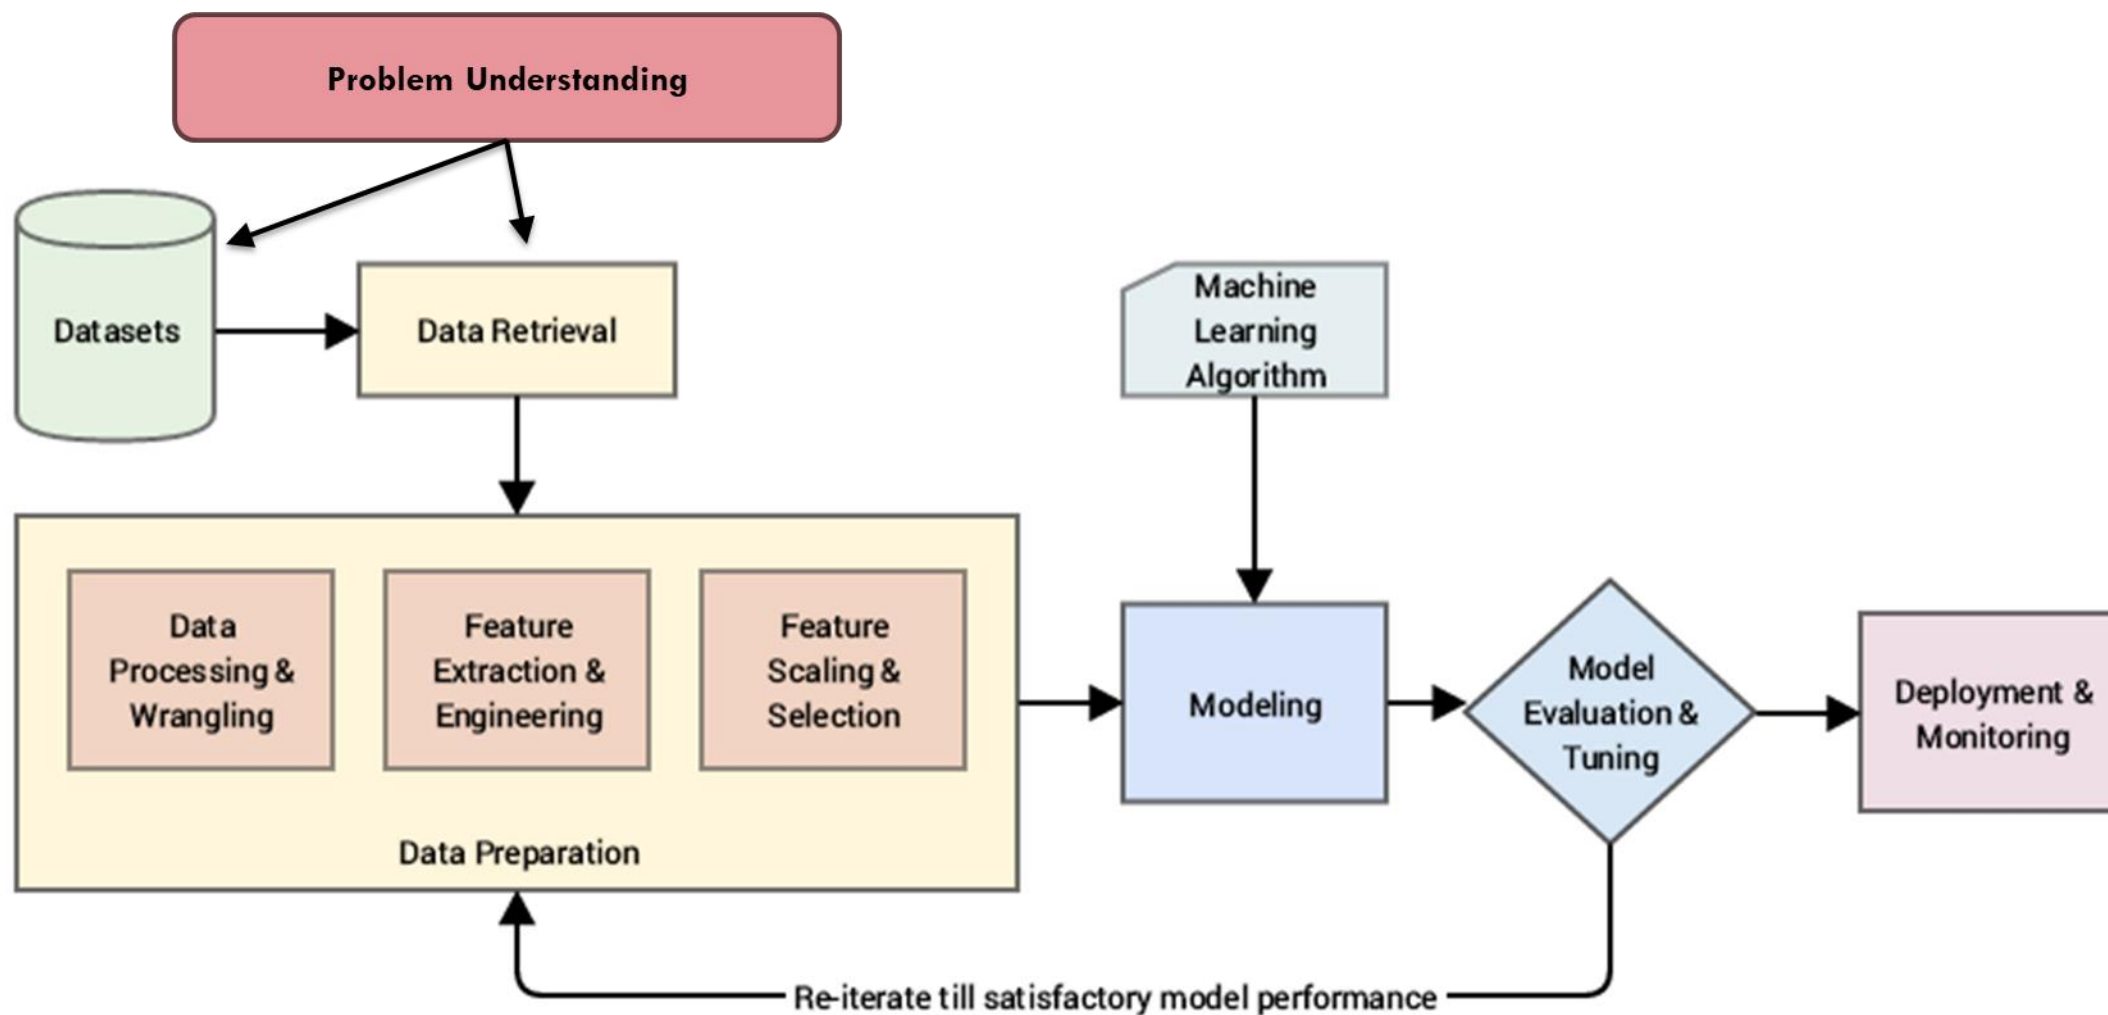 Problem Understanding
Datasets
Data Retrieval
Machine
Learning
Algorithm
Data
Processing &
Wrangling
Feature
Extraction &
Engineering
Feature
Scaling &
Selection
Data Preparation
Modeling
Model
Evaluation &
Tuning
Deployment &
Monitoring
Re-iterate till satisfactory model performance